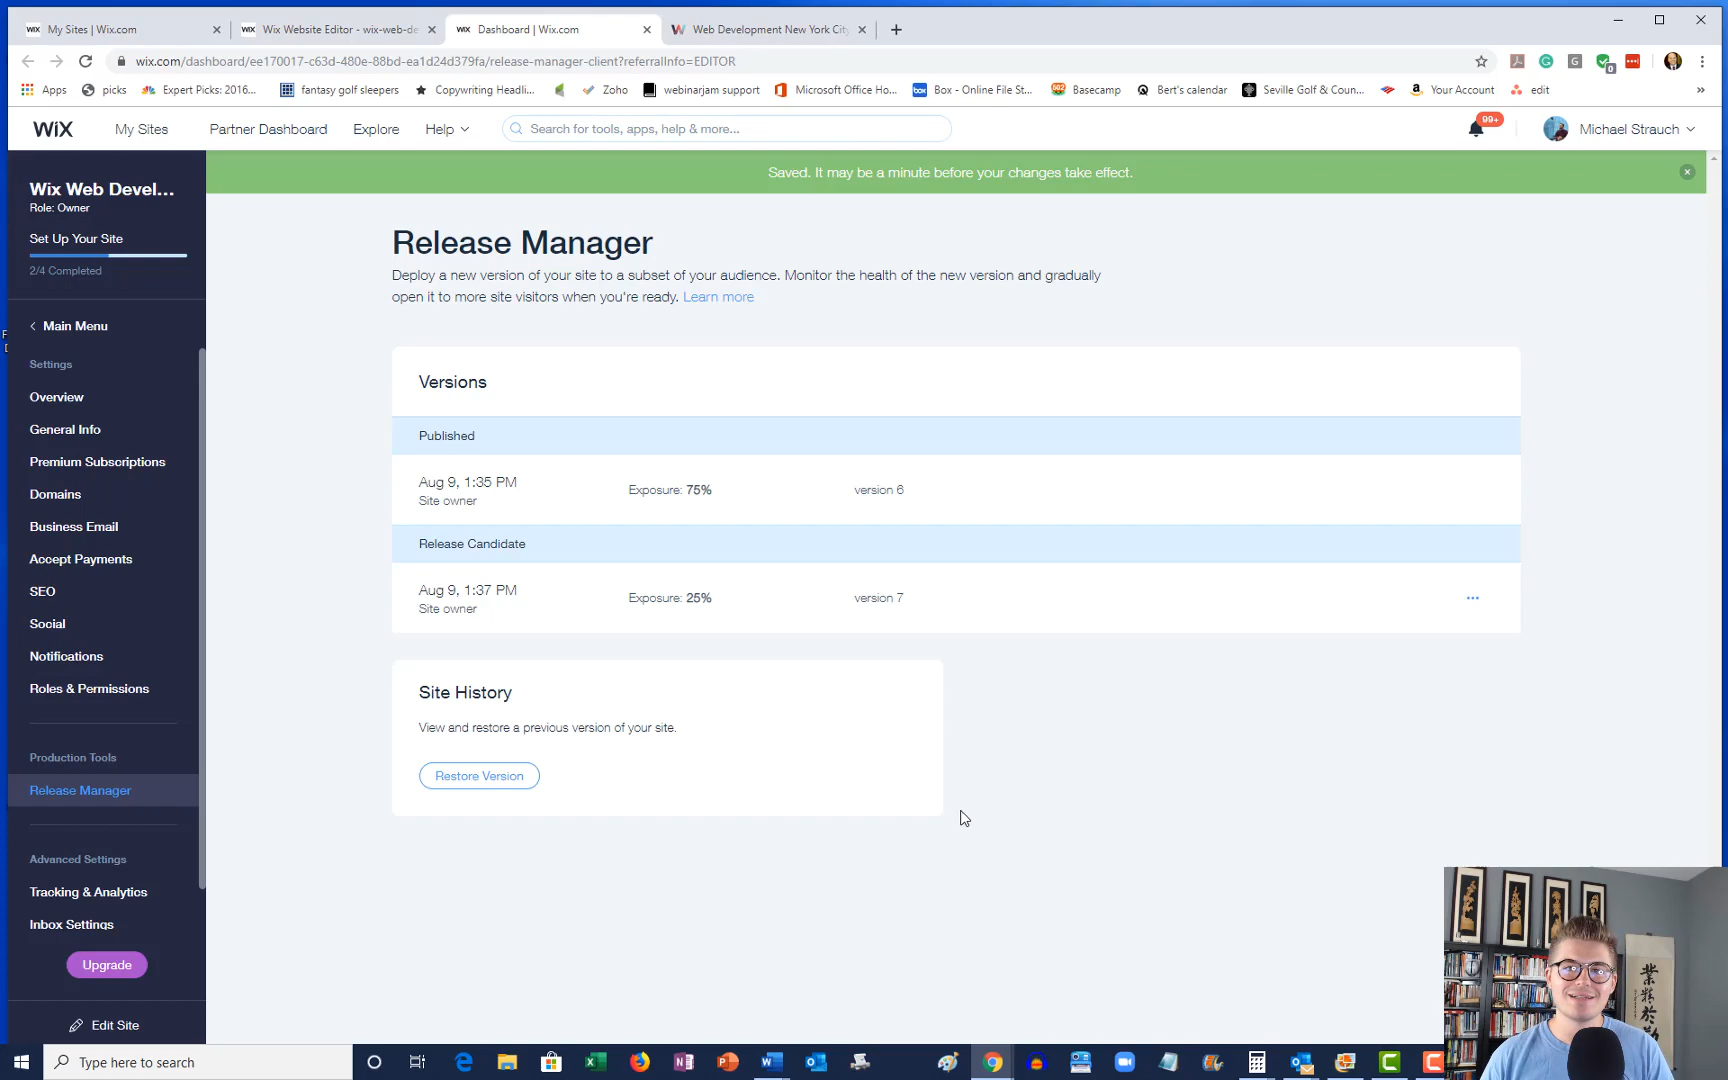 My Sites | Wix.com
Wix Website Editor - wix-web-de
Dashboard | Wix.com
Web Development New York City
wix.com/dashboard/ee170017-c63d-480e-88bd-ea1d24d379fa/release-manager-client?referralInfo=EDITOR
Apps
picks
Expert Picks: 2016...
fantasy golf sleepers
Copywriting Headli...
Zoho
webinarjam support
Microsoft Office Ho...
Box - Online File St...
Basecamp
Bert's calendar
Seville Golf & Coun...
Your Account
edit
WiX
My Sites
Partner Dashboard
Explore
Help
Search for tools, apps, help & more...
99+
Michael Strauch
Saved. It may be a minute before your changes take effect.
Wix Web Devel...
Role: Owner
Set Up Your Site
2/4 Completed
Main Menu
Settings
Overview
General Info
Premium Subscriptions
Domains
Business Email
Accept Payments
SEO
Social
Notifications
Roles & Permissions
Production Tools
Release Manager
Advanced Settings
Tracking & Analytics
Inbox Settings
Upgrade
Edit Site
Release Manager
Deploy a new version of your site to a subset of your audience. Monitor the health of the new version and gradually
open it to more site visitors when you're ready. Learn more
Versions
Published
Aug 9, 1:35 PM
Site owner
Exposure: 75%
version 6
Release Candidate
Aug 9, 1:37 PM
Site owner
Exposure: 25%
version 7
Site History
View and restore a previous version of your site.
Restore Version
Type here to search